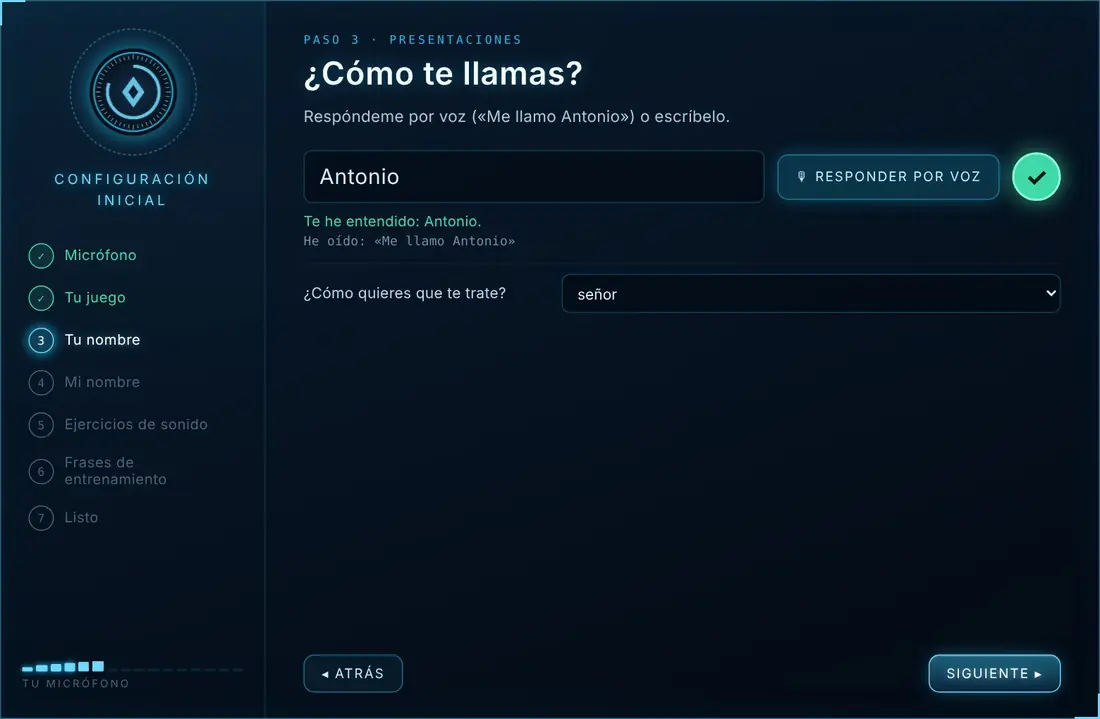 CONFIGURACIÓN
INICIAL
✓ Micrófono
✓ Tu juego
3 Tu nombre
4 Mi nombre
5 Ejercicios de sonido
6 Frases de
entrenamiento
7 Listo
TU MICRÓFONO
PASO 3 · PRESENTACIONES
¿Cómo te llamas?
Respóndeme por voz («Me llamo Antonio») o escríbelo.
Antonio
RESPONDER POR VOZ
Te he entendido: Antonio.
He oído: «Me llamo Antonio»
¿Cómo quieres que te trate?
señor
◂ ATRÁS
SIGUIENTE ▸